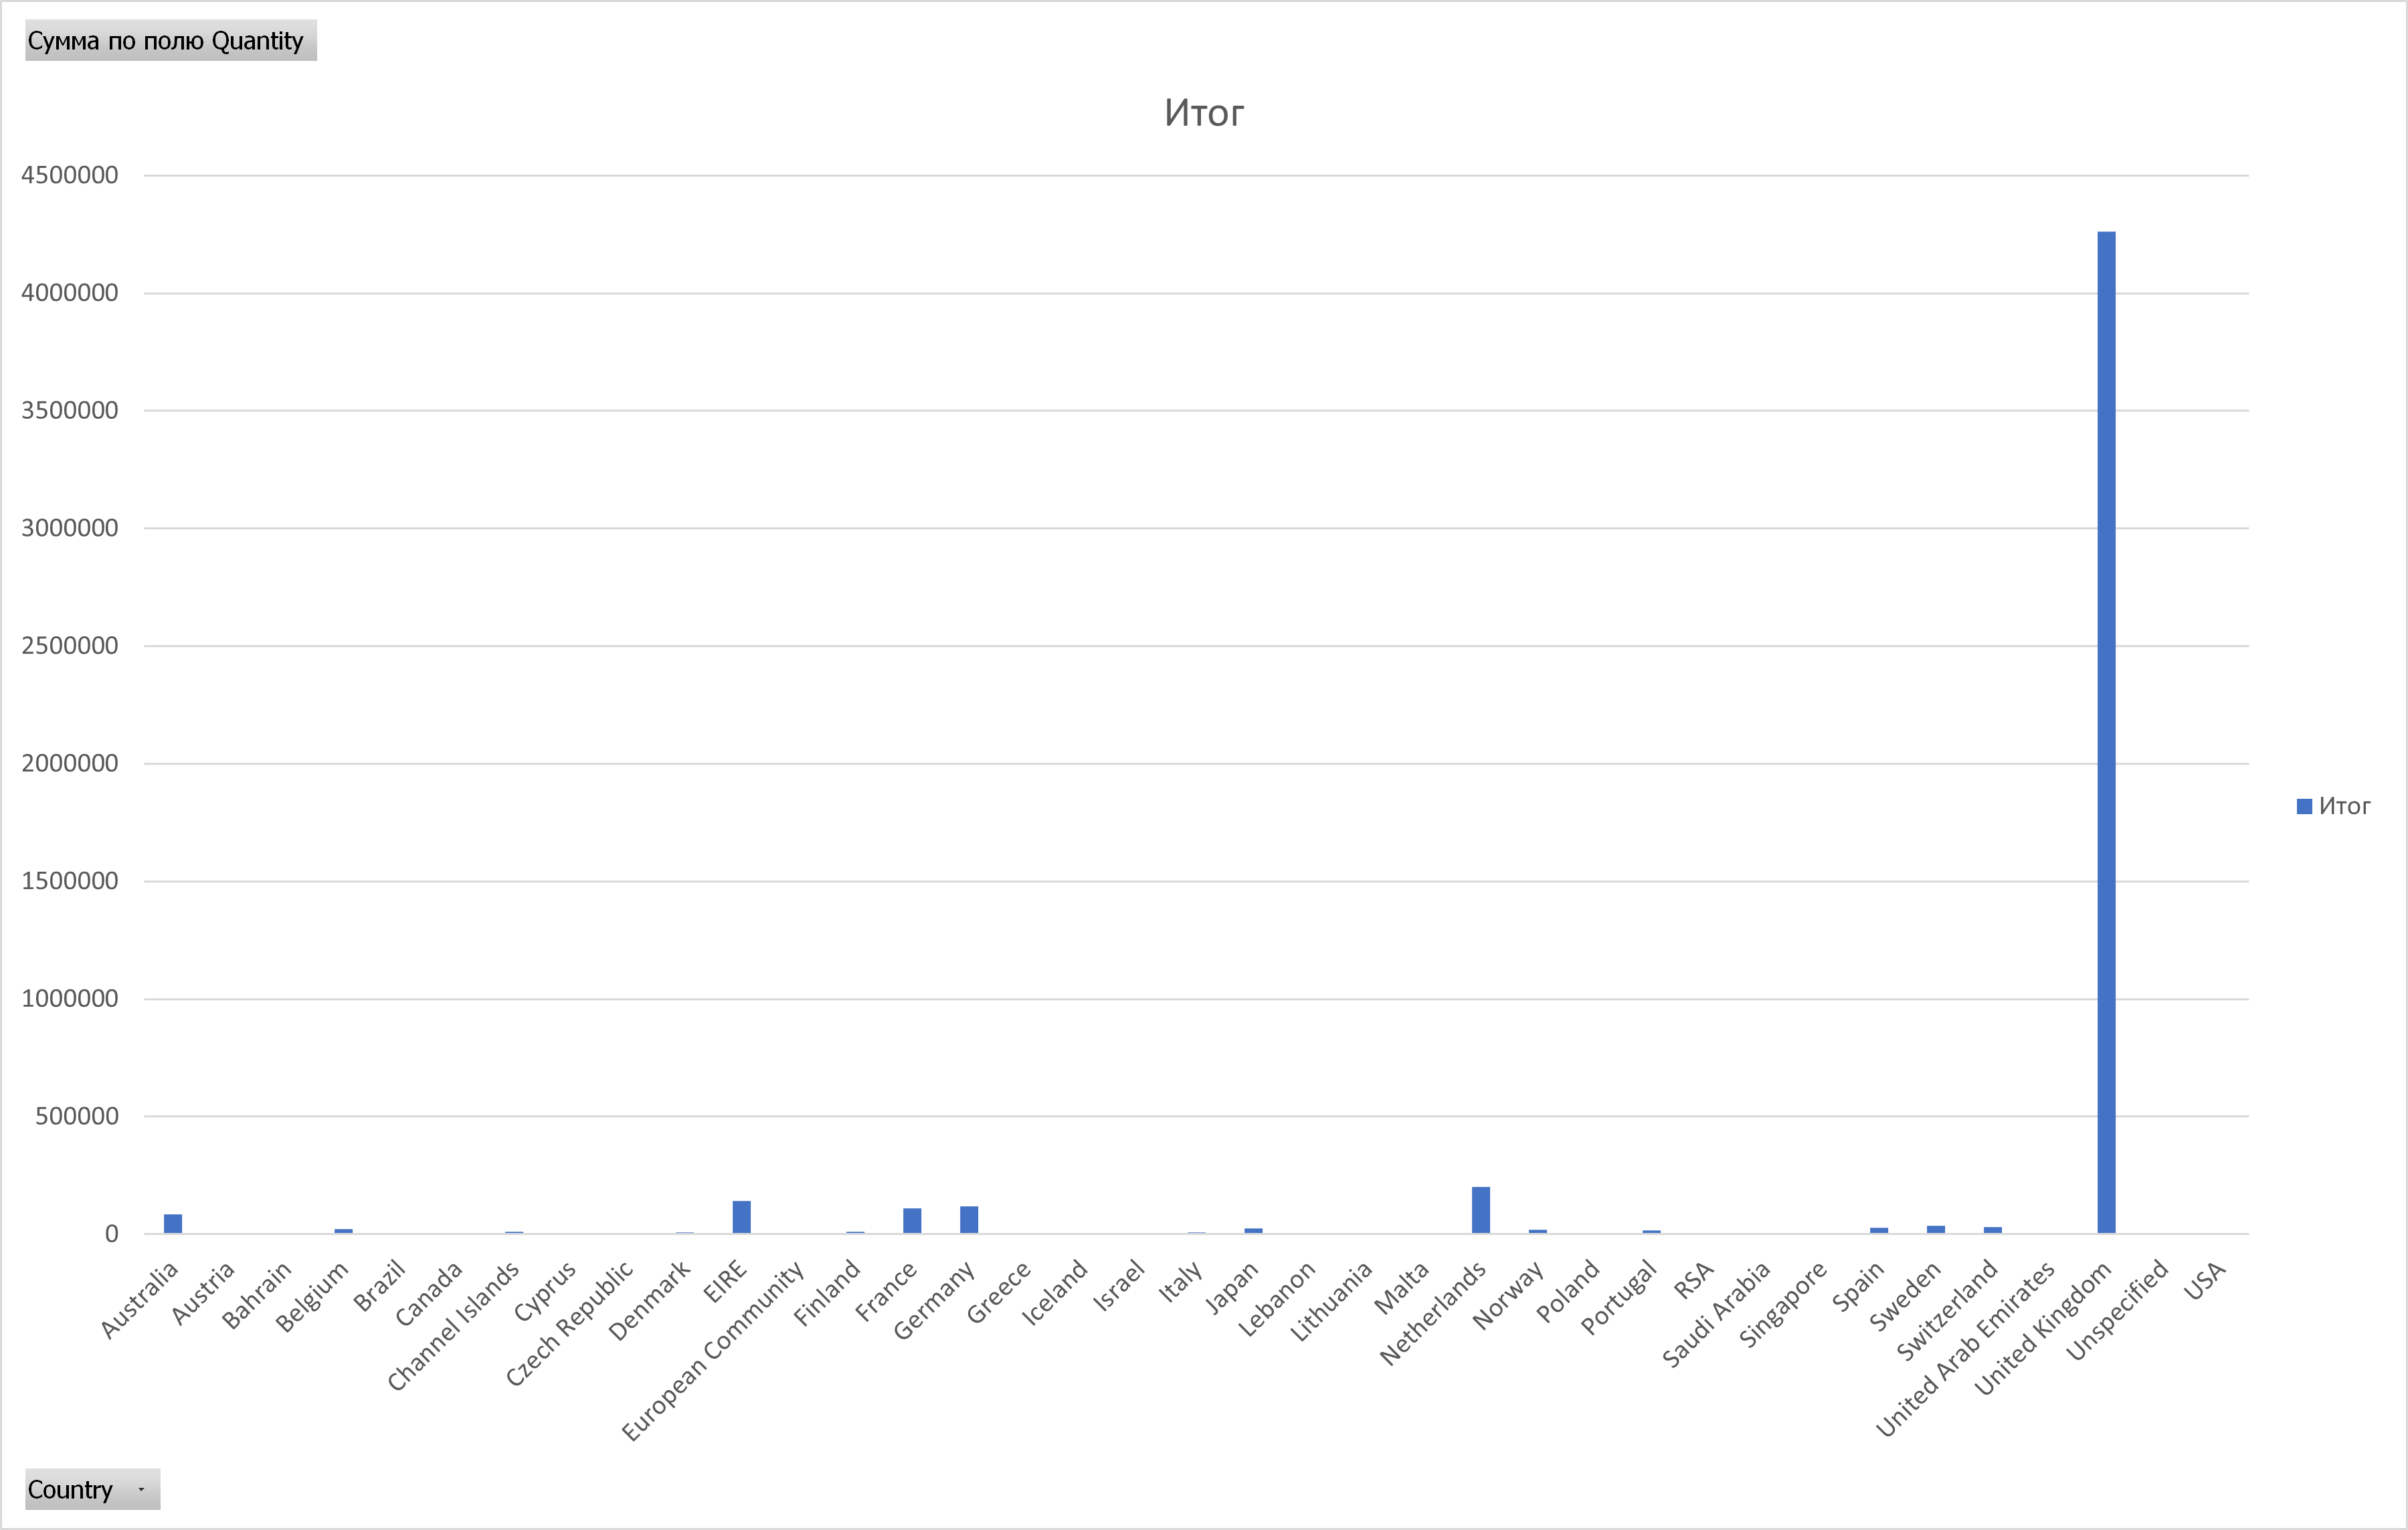 Сумма по полю Quantity
Итог
4500000
4000000
3500000
3000000
2500000
2000000
1500000
1000000
500000
0
Итог
Australia
Austria
Bahrain
Belgium
Brazil
Canada
Channel Islands
Cyprus
Czech Republic
Denmark
EIRE
European Community
Finland
France
Germany
Greece
Iceland
Israel
Italy
Japan
Lebanon
Lithuania
Malta
Netherlands
Norway
Poland
Portugal
RSA
Saudi Arabia
Singapore
Spain
Sweden
Switzerland
United Arab Emirates
United Kingdom
Unspecified
USA
Country